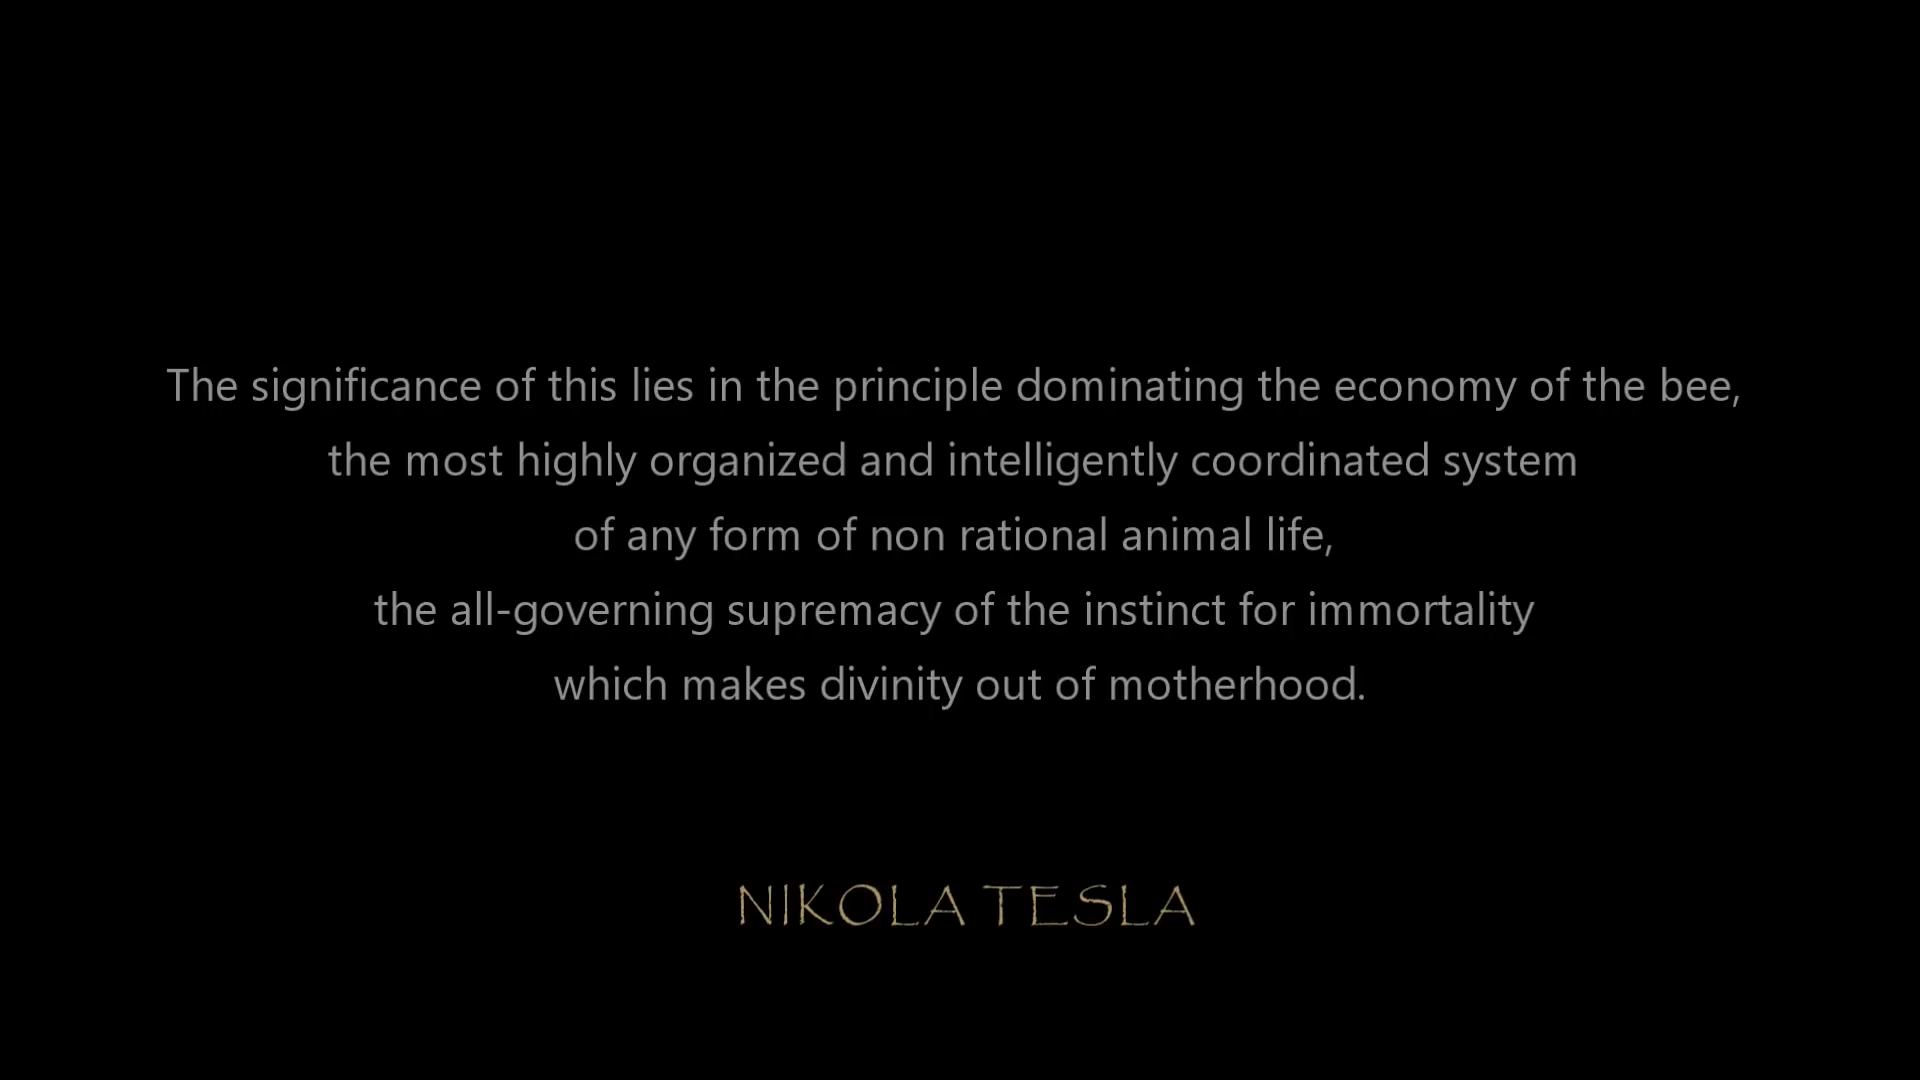 The significance of this lies in the principle dominating the economy of the bee,
the most highly organized and intelligently coordinated system
of any form of non rational animal life,
the all-governing supremacy of the instinct for immortality
which makes divinity out of motherhood.
NIKOLA TESLA